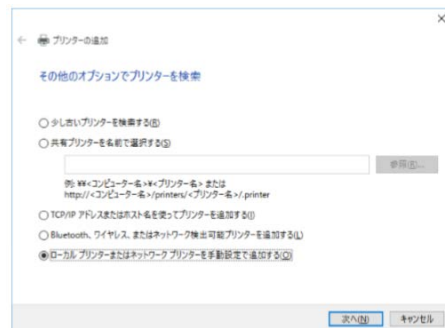 プリンターの追加
その他のオプションでプリンターを検索
少し古いプリンターを検索する(R)
共有プリンターを名前で選択する(S)
参照(R)...
例: ¥¥<コンピューター名>¥<プリンター名> または
http://<コンピューター名>/printers/<プリンター名>/.printer
TCP/IP アドレスまたはホスト名を使ってプリンターを追加する(I)
Bluetooth、ワイヤレス、またはネットワーク検出可能プリンターを追加する(L)
ローカル プリンターまたはネットワーク プリンターを手動設定で追加する(O)
次へ(N)
キャンセル